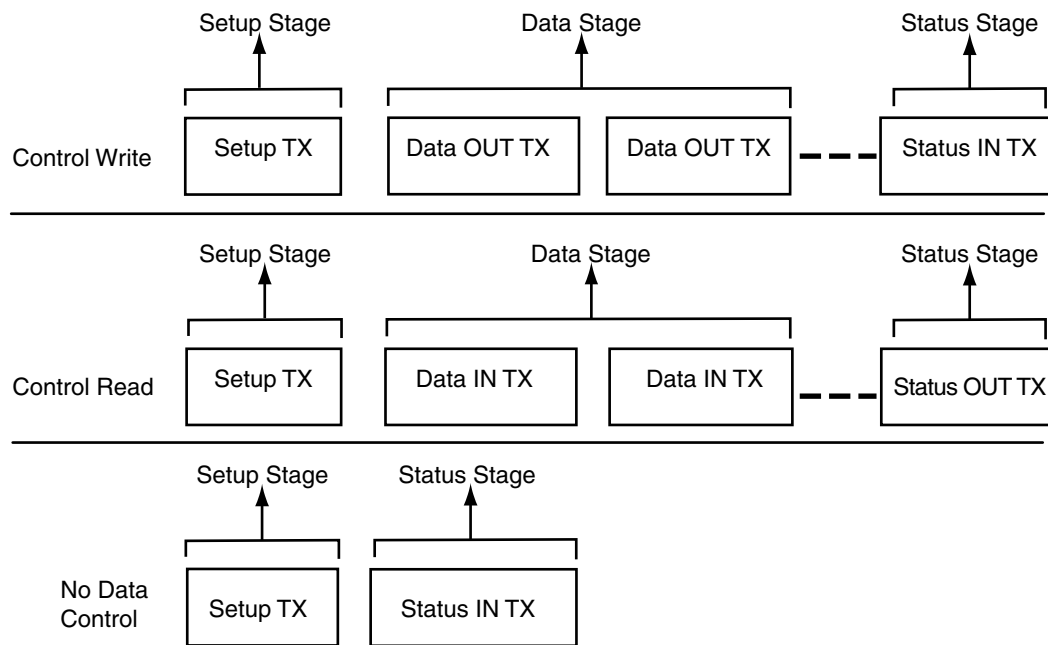 Setup Stage Data Stage Status Stage
Control Write Setup TX Data OUT TX Data OUT TX Status IN TX
Setup Stage Data Stage Status Stage
Control Read Setup TX Data IN TX Data IN TX Status OUT TX
Setup Stage Status Stage
No Data
Control Setup TX Status IN TX